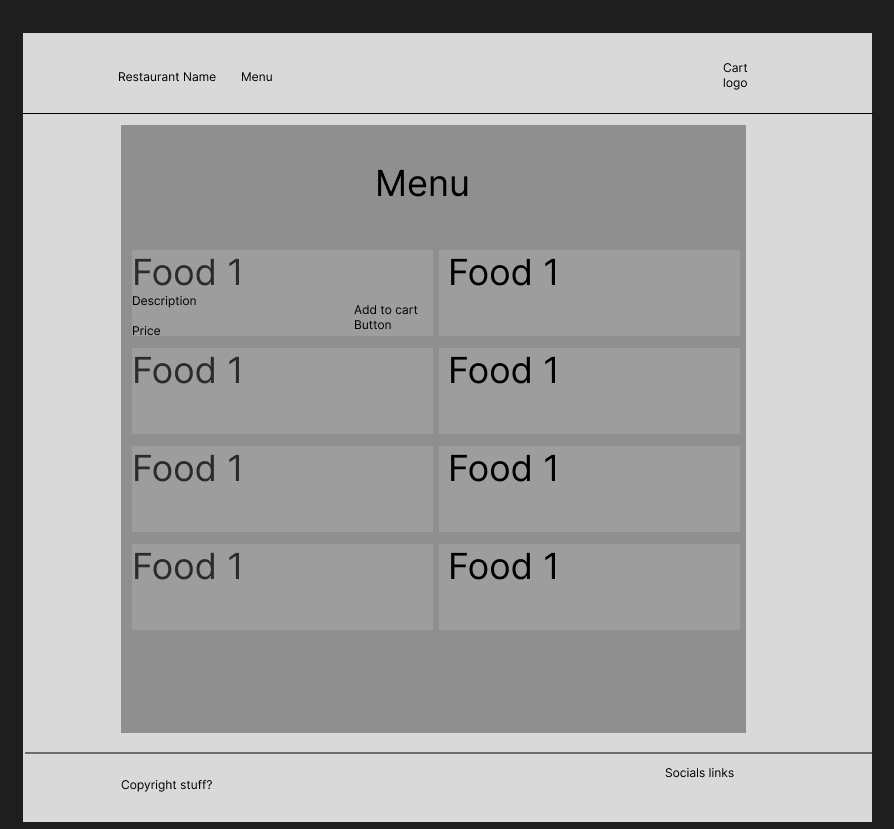 Restaurant Name
Menu
Cart
logo
Menu
Food 1
Description
Price
Add to cart
Button
Food 1
Food 1
Food 1
Food 1
Food 1
Food 1
Food 1
Copyright stuff?
Socials links